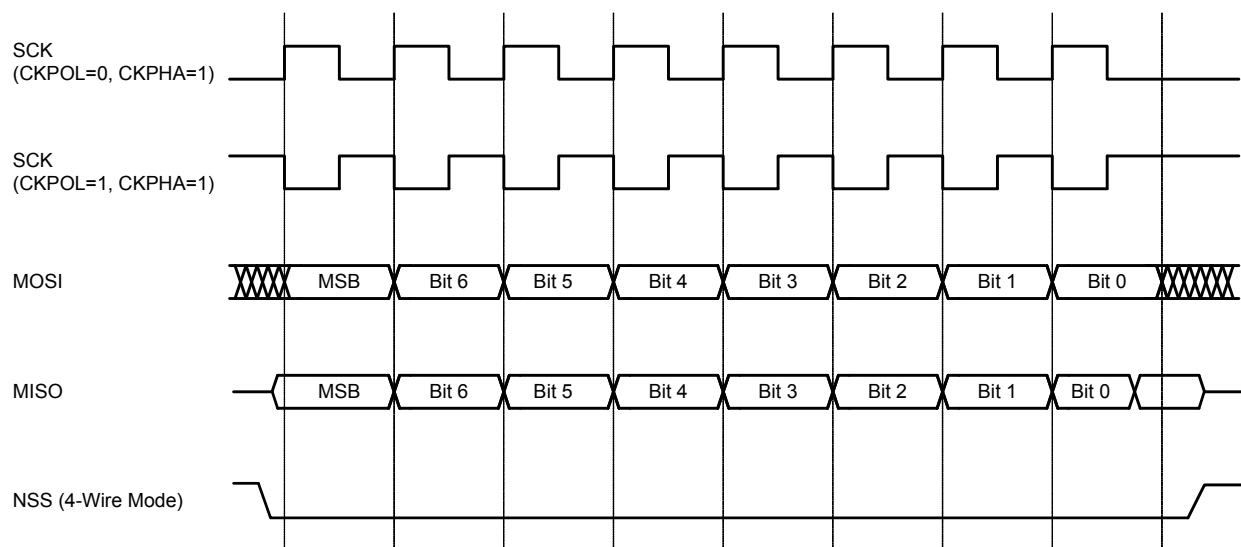 SCK
(CKPOL=0, CKPHA=1)
SCK
(CKPOL=1, CKPHA=1)
MOSI
MSB Bit 6 Bit 5 Bit 4 Bit 3 Bit 2 Bit 1 Bit 0
MISO
MSB Bit 6 Bit 5 Bit 4 Bit 3 Bit 2 Bit 1 Bit 0
NSS (4-Wire Mode)